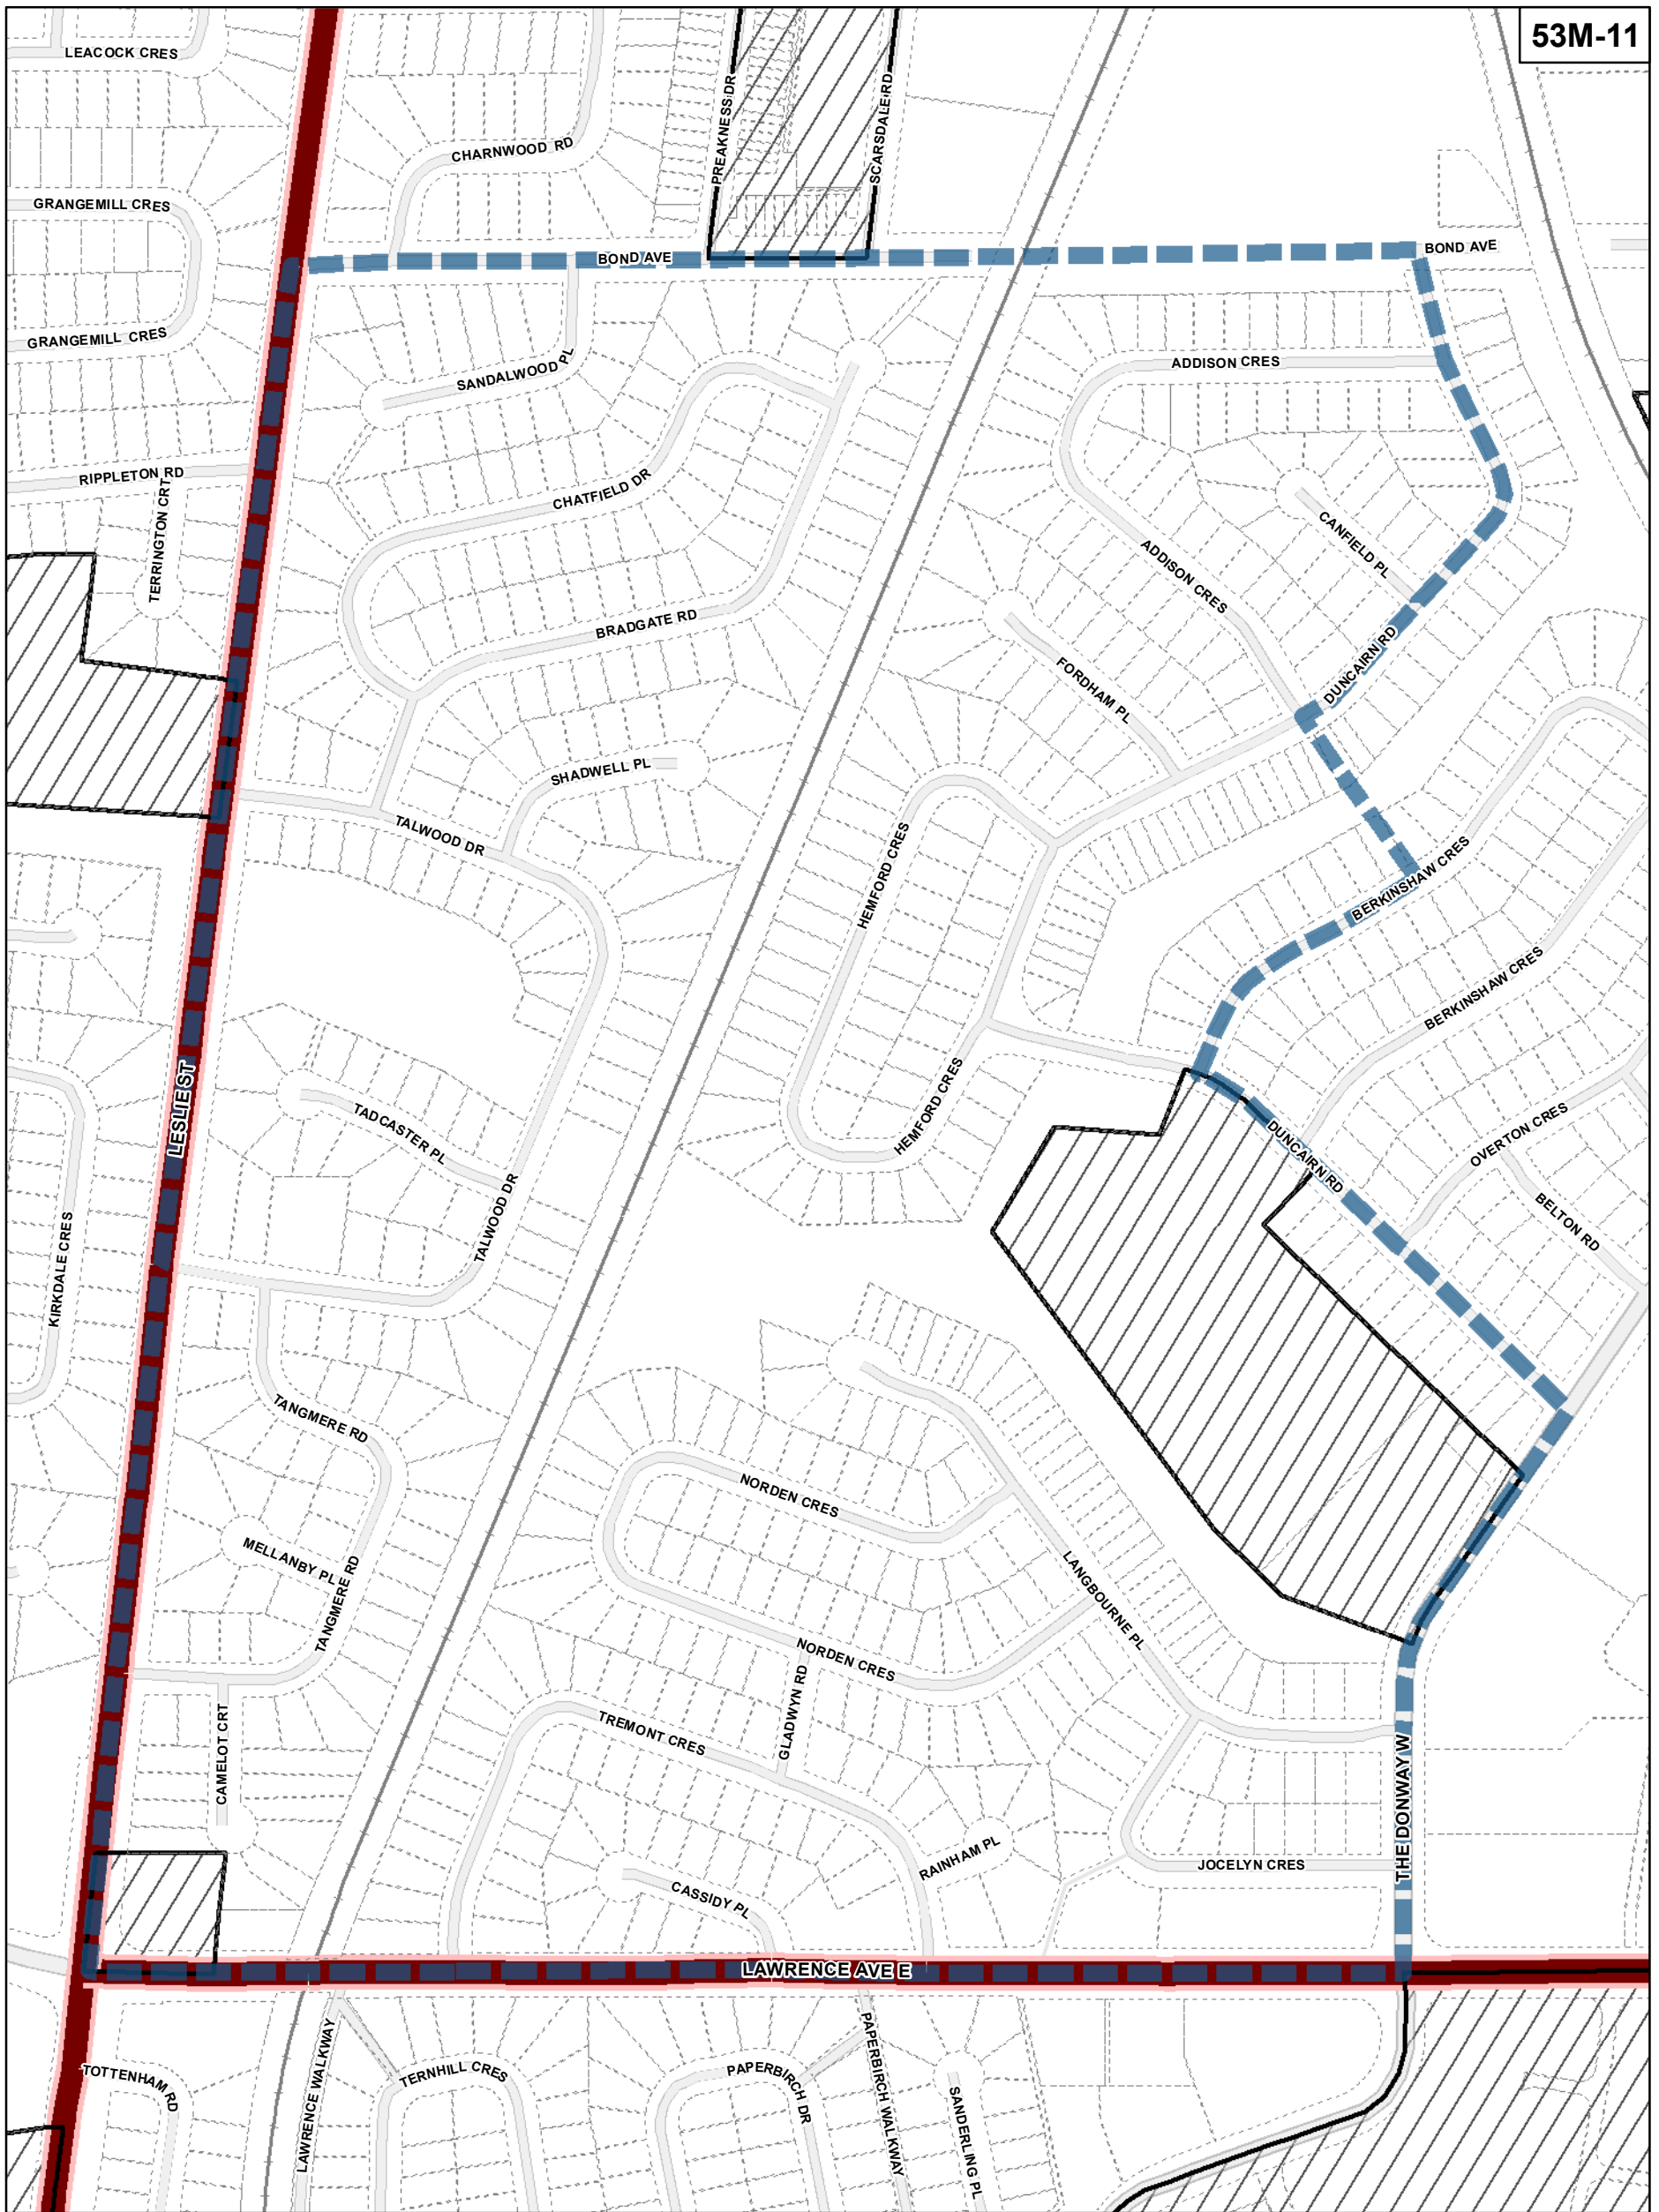 53M-11
LEACOCK CRES
CHARNWOOD RD
PREAKNESS DR
SCARSDALE RD
GRANGEMILL CRES
BOND AVE
BOND AVE
GRANGEMILL CRES
SANDALWOOD PL
ADDISON CRES
RIPPLETON RD
TERRINGTON CRT
CHATFIELD DR
CANFIELD PL
ADDISON CRES
BRADGATE RD
DUNCAIRN RD
FORDHAM PL
SHADWELL PL
TALWOOD DR
HEMFORD CRES
BERKINSHAW CRES
BERKINSHAW CRES
LESLIE ST
TADCASTER PL
HEMFORD CRES
DUNCAIRN RD
OVERTON CRES
BELTON RD
TALWOOD DR
KIRKDALE CRES
TANGMERE RD
NORDEN CRES
MELLANBY PL
TANGMERE RD
LANGBOURNE PL
NORDEN CRES
GLADWYN RD
TREMONT CRES
CAMELOT CRT
THE DONWAY W
RAINHAM PL
JOCELYN CRES
CASSIDY PL
LAWRENCE AVE E
LAWRENCE WALKWAY
TOTTENHAM RD
TERNHILL CRES
PAPERBIRCH DR
PAPERBIRCH WALKWAY
SANDERLING PL